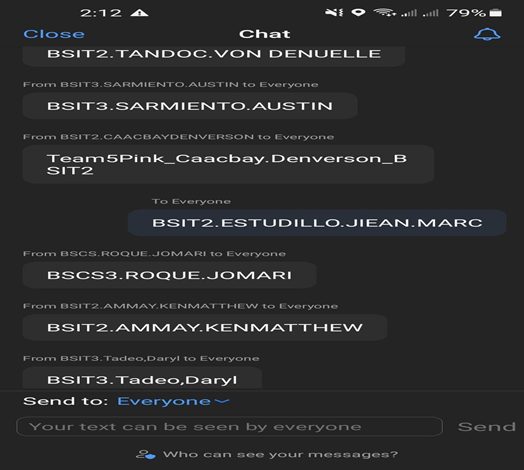 2:12
79%
Close
Chat
BSIT2.TANDOC.VON DENUELLE
From BSIT3.SARMIENTO.AUSTIN to Everyone
BSIT3.SARMIENTO.AUSTIN
From BSIT2.CAACBAYDENVERSON to Everyone
Team5Pink_Caacbay.Denverson_B
SIT2
To Everyone
BSIT2.ESTUDILLO.JIEAN.MARC
From BSCS.ROQUE.JOMARI to Everyone
BSCS3.ROQUE.JOMARI
From BSIT2.AMMAY.KENMATTHEW to Everyone
BSIT2.AMMAY.KENMATTHEW
From BSIT3.Tadeo,Daryl to Everyone
BSIT3.Tadeo,Daryl
Send to: Everyone
Your text can be seen by everyone
Send
Who can see your messages?